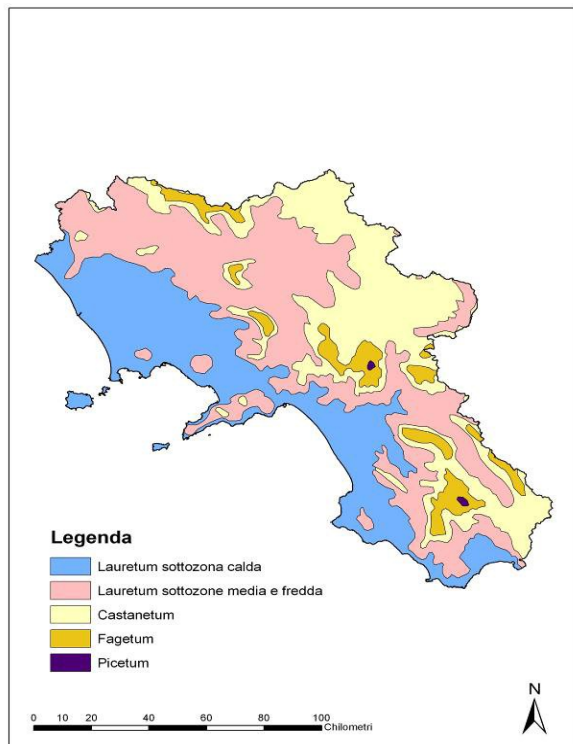 Legenda
Lauretum sottozona calda
Lauretum sottozone media e fredda
Castanetum
Fagetum
Picetum
N
0 10 20 40 60 80 100
Chilometri